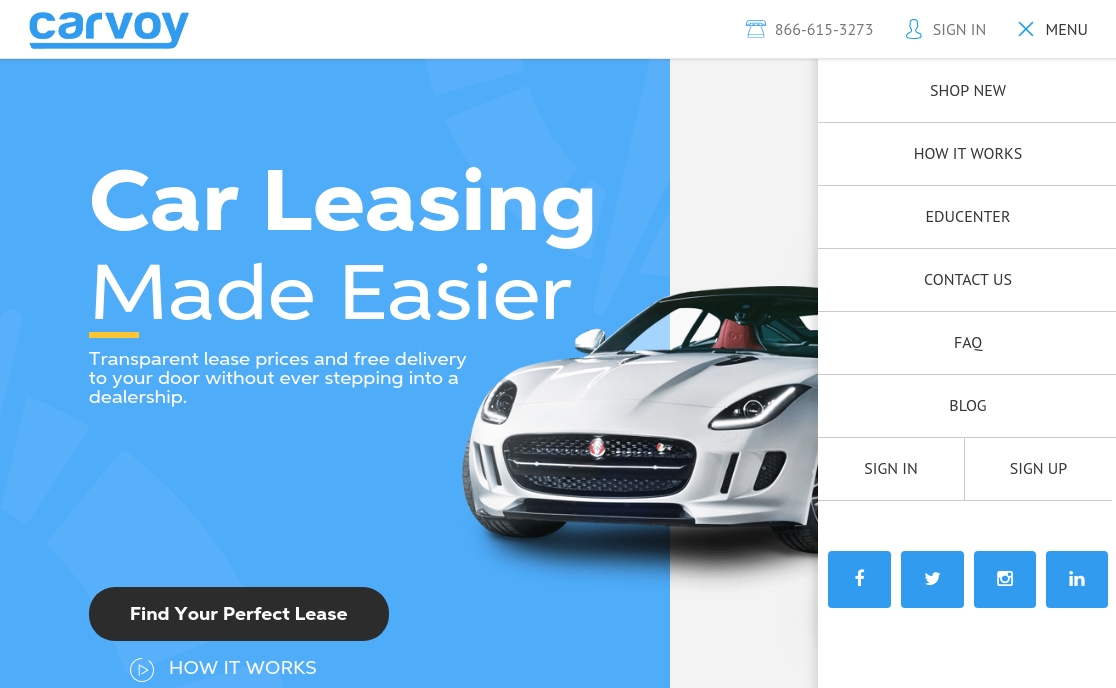 carvoy
866-615-3273
SIGN IN
MENU
SHOP NEW
HOW IT WORKS
EDUCENTER
CONTACT US
FAQ
BLOG
SIGN IN
SIGN UP
Car Leasing
Made Easier
Transparent lease prices and free delivery
to your door without ever stepping into a
dealership.
Find Your Perfect Lease
HOW IT WORKS